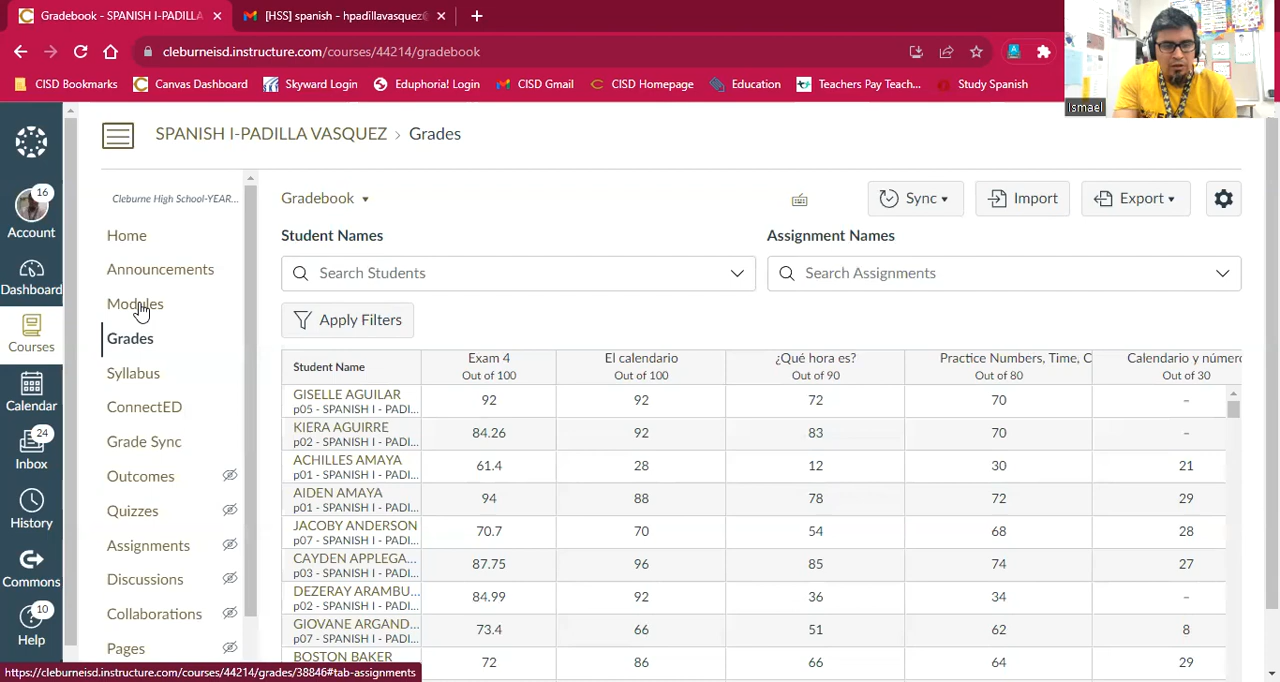 Gradebook - SPANISH I-PADILLA
[HSS] spanish - hpadillavasquez@
cleburneisd.instructure.com/courses/44214/gradebook
CISD Bookmarks
Canvas Dashboard
Skyward Login
Eduphoria! Login
CISD Gmail
CISD Homepage
Education
Teachers Pay Teach...
Study Spanish
Ismael
SPANISH I-PADILLA VASQUEZ › Grades
16
Account
Dashboard
Courses
Calendar
24
Inbox
History
Commons
10
Help
Cleburne High School-YEAR...
Home
Announcements
Modules
Grades
Syllabus
ConnectED
Grade Sync
Outcomes
Quizzes
Assignments
Discussions
Collaborations
Pages
Gradebook
Sync
Import
Export
Student Names
Assignment Names
Search Students
Search Assignments
Apply Filters
Student Name
Exam 4
Out of 100
El calendario
Out of 100
¿Qué hora es?
Out of 90
Practice Numbers, Time, C
Out of 80
Calendario y número
Out of 30
GISELLE AGUILAR 92 92 72 70 –
p05 - SPANISH I - PADI...
KIERA AGUIRRE 84.26 92 83 70 –
p02 - SPANISH I - PADI...
ACHILLES AMAYA 61.4 28 12 30 21
p01 - SPANISH I - PADI...
AIDEN AMAYA 94 88 78 72 29
p01 - SPANISH I - PADI...
JACOBY ANDERSON 70.7 70 54 68 28
p07 - SPANISH I - PADI...
CAYDEN APPLEGA... 87.75 96 85 74 27
p03 - SPANISH I - PADI...
DEZERAY ARAMBU... 84.99 92 36 34 –
p02 - SPANISH I - PADI...
GIOVANE ARGAND... 73.4 66 51 62 8
p07 - SPANISH I - PADI...
BOSTON BAKER 72 86 66 64 29
https://cleburneisd.instructure.com/courses/44214/grades/38846#tab-assignments